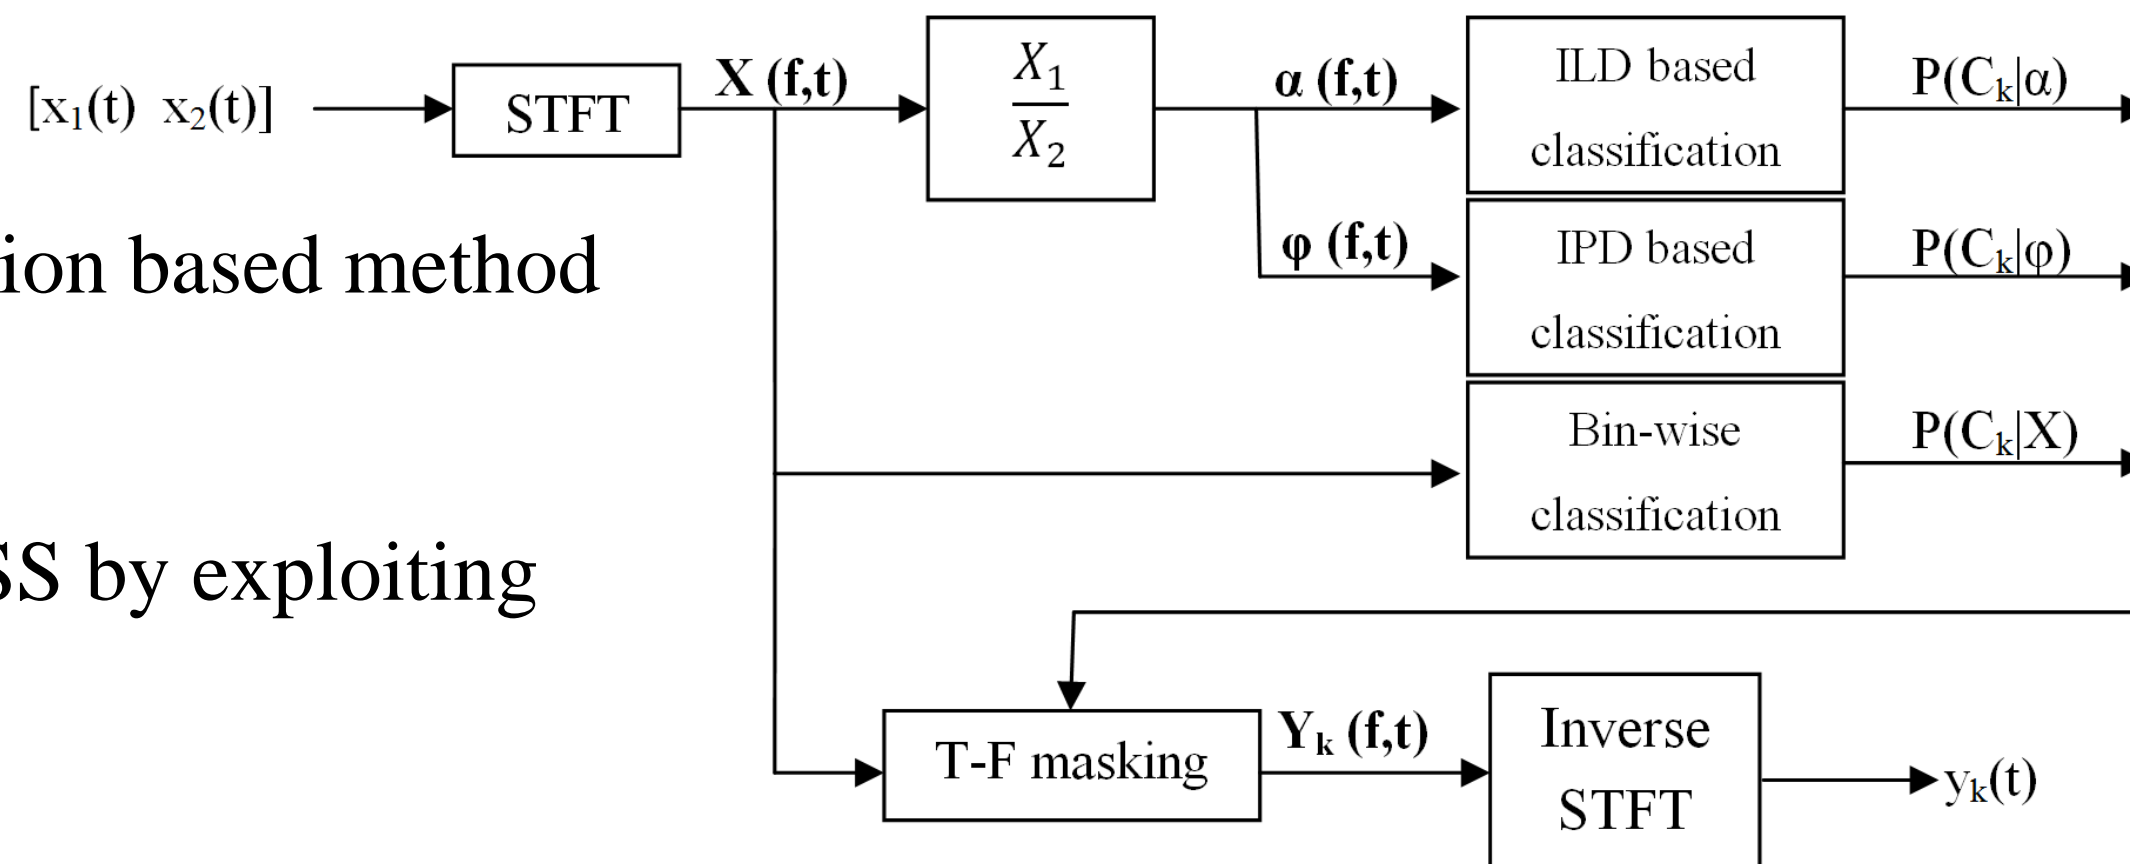 [x₁(t) x₂(t)]
STFT
X (f,t)
X₁
X₂
α (f,t)
φ (f,t)
ILD based
classification
P(Cₖ|α)
IPD based
classification
P(Cₖ|φ)
Bin-wise
classification
P(Cₖ|X)
ion based method
SS by exploiting
T-F masking
Yₖ (f,t)
Inverse
STFT
yₖ(t)